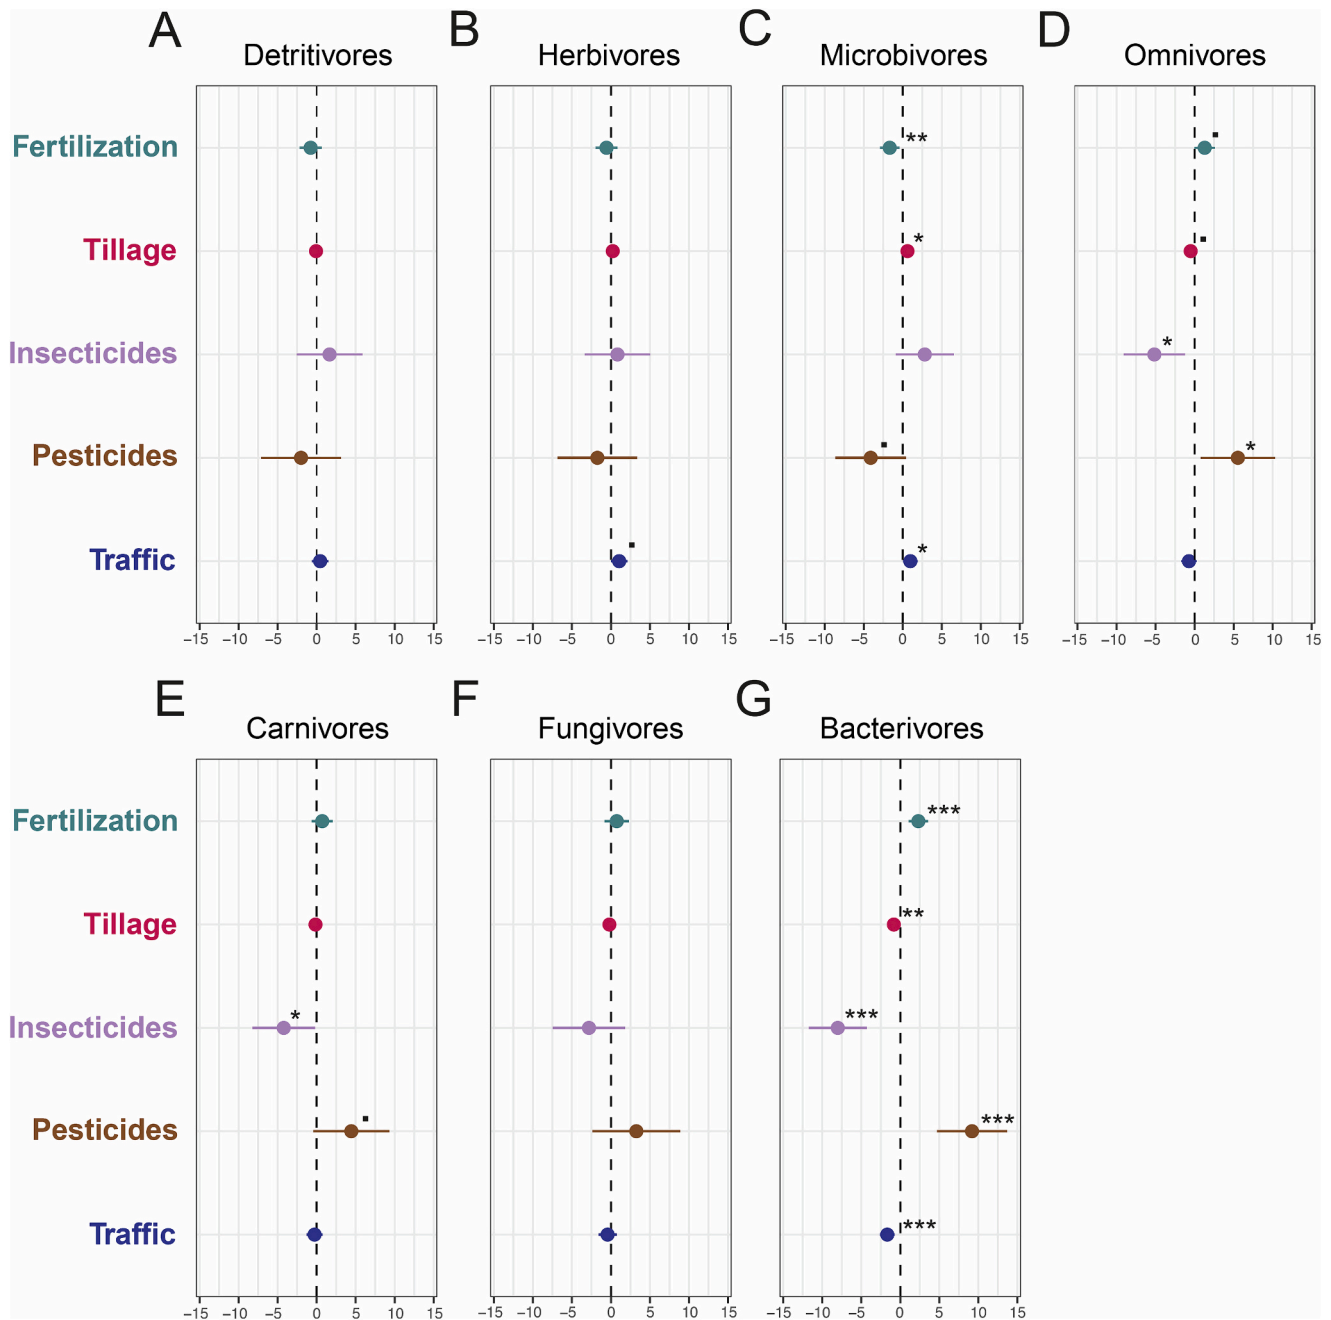 A B C D
Detritivores Herbivores Microbivores Omnivores
Fertilization ** ▪
Tillage * ▪
Insecticides *
Pesticides ▪ *
Traffic ▪ *
−15 −10 −5 0 5 10 15 −15 −10 −5 0 5 10 15 −15 −10 −5 0 5 10 15 −15 −10 −5 0 5 10 15
E F G
Carnivores Fungivores Bacterivores
Fertilization ***
Tillage **
Insecticides * ***
Pesticides ▪ ***
Traffic ***
−15 −10 −5 0 5 10 15 −15 −10 −5 0 5 10 15 −15 −10 −5 0 5 10 15